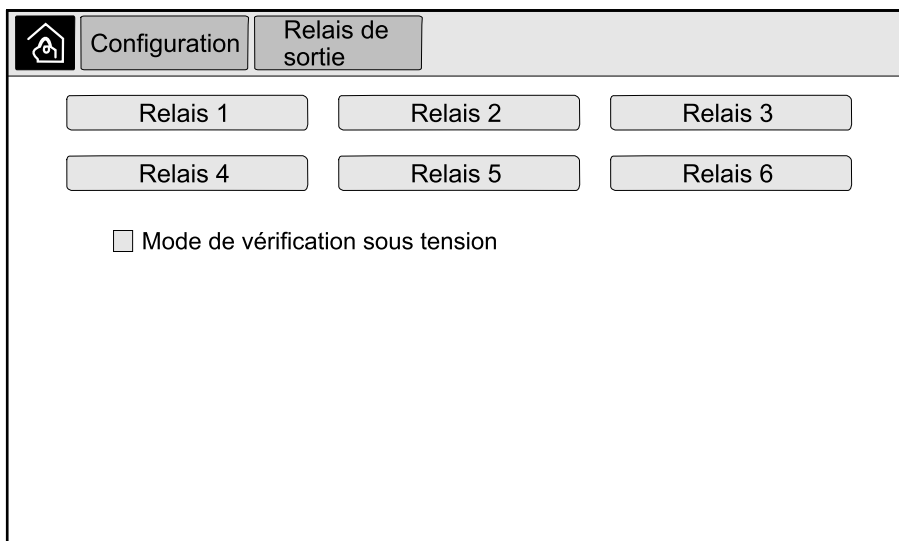 Configuration
Relais de
sortie
Relais 1
Relais 2
Relais 3
Relais 4
Relais 5
Relais 6
Mode de vérification sous tension